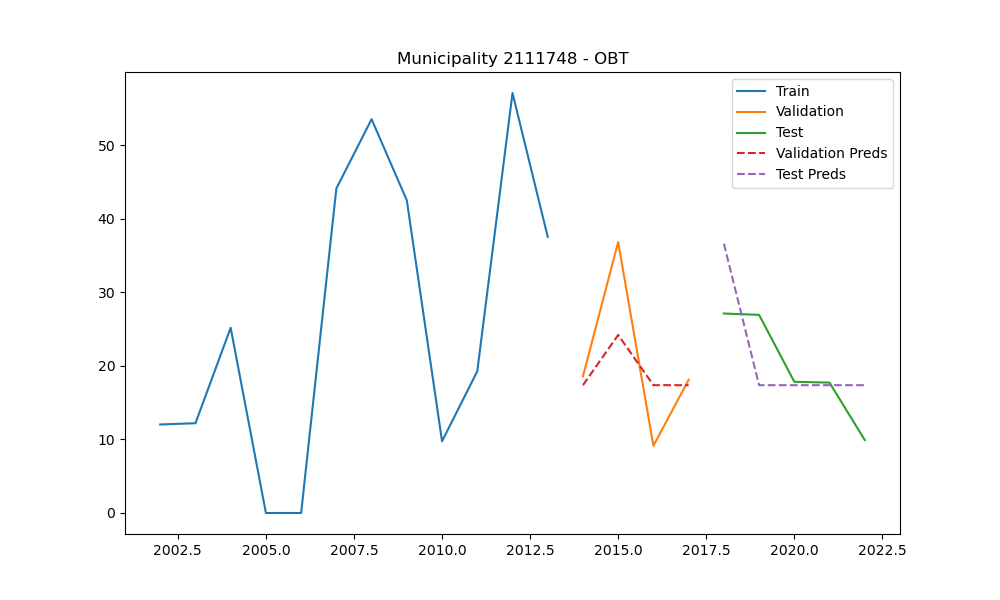 Municipality 2111748 - OBT
Train
Validation
Test
Validation Preds
Test Preds
50
40
30
20
10
0
2002.5 2005.0 2007.5 2010.0 2012.5 2015.0 2017.5 2020.0 2022.5